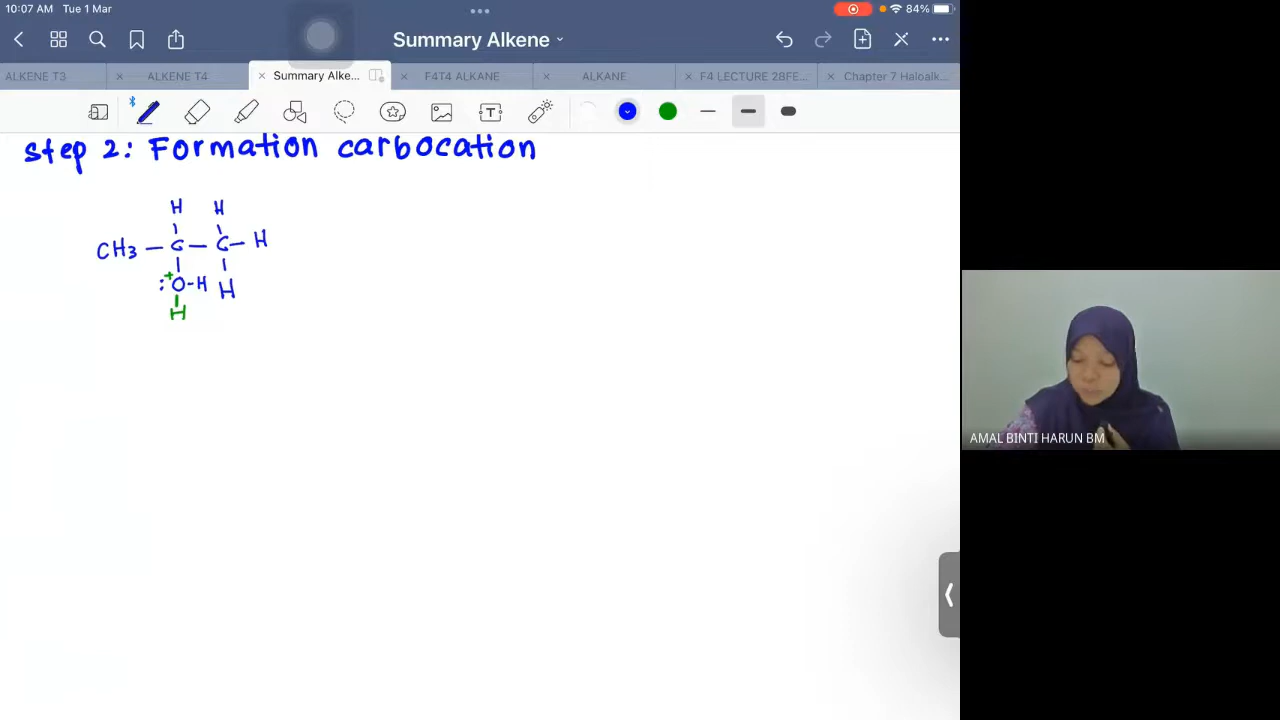 10:07 AM Tue 1 Mar
84%
Summary Alkene
ALKENE T3
ALKENE T4
Summary Alke...
F4T4 ALKANE
ALKANE
F4 LECTURE 28FE...
Chapter 7 Haloalk...
T
step 2: Formation carbocation
H H
CH3 — C — C — H
+
: O - H H
H
AMAL BINTI HARUN BM